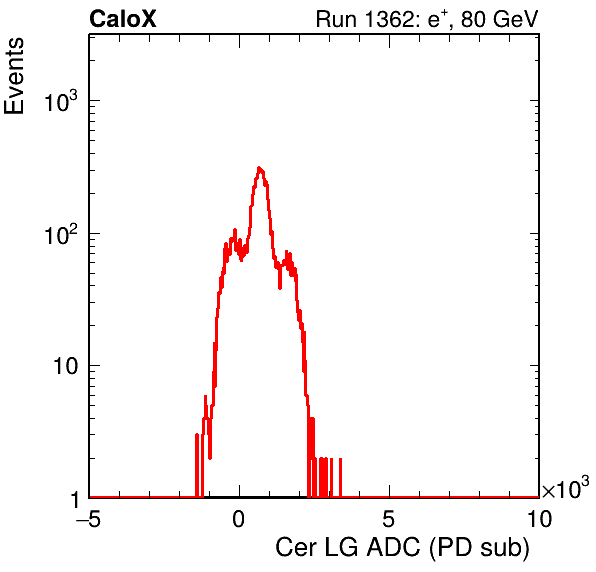 CaloX
Run 1362: e⁺, 80 GeV
Events
10³
10²
10
1
−5
0
5
10
×10³
Cer LG ADC (PD sub)